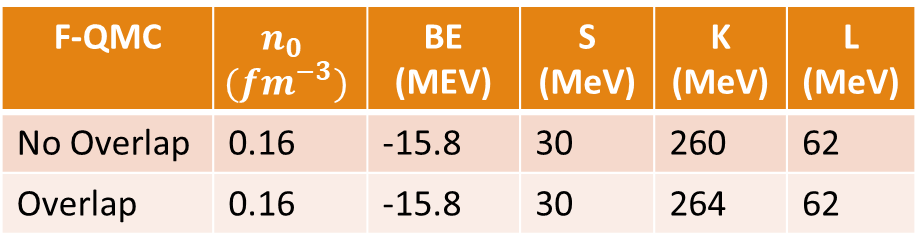 F-QMC n₀ (fm⁻³) BE (MEV) S (MeV) K (MeV) L (MeV)
No Overlap 0.16 -15.8 30 260 62
Overlap 0.16 -15.8 30 264 62